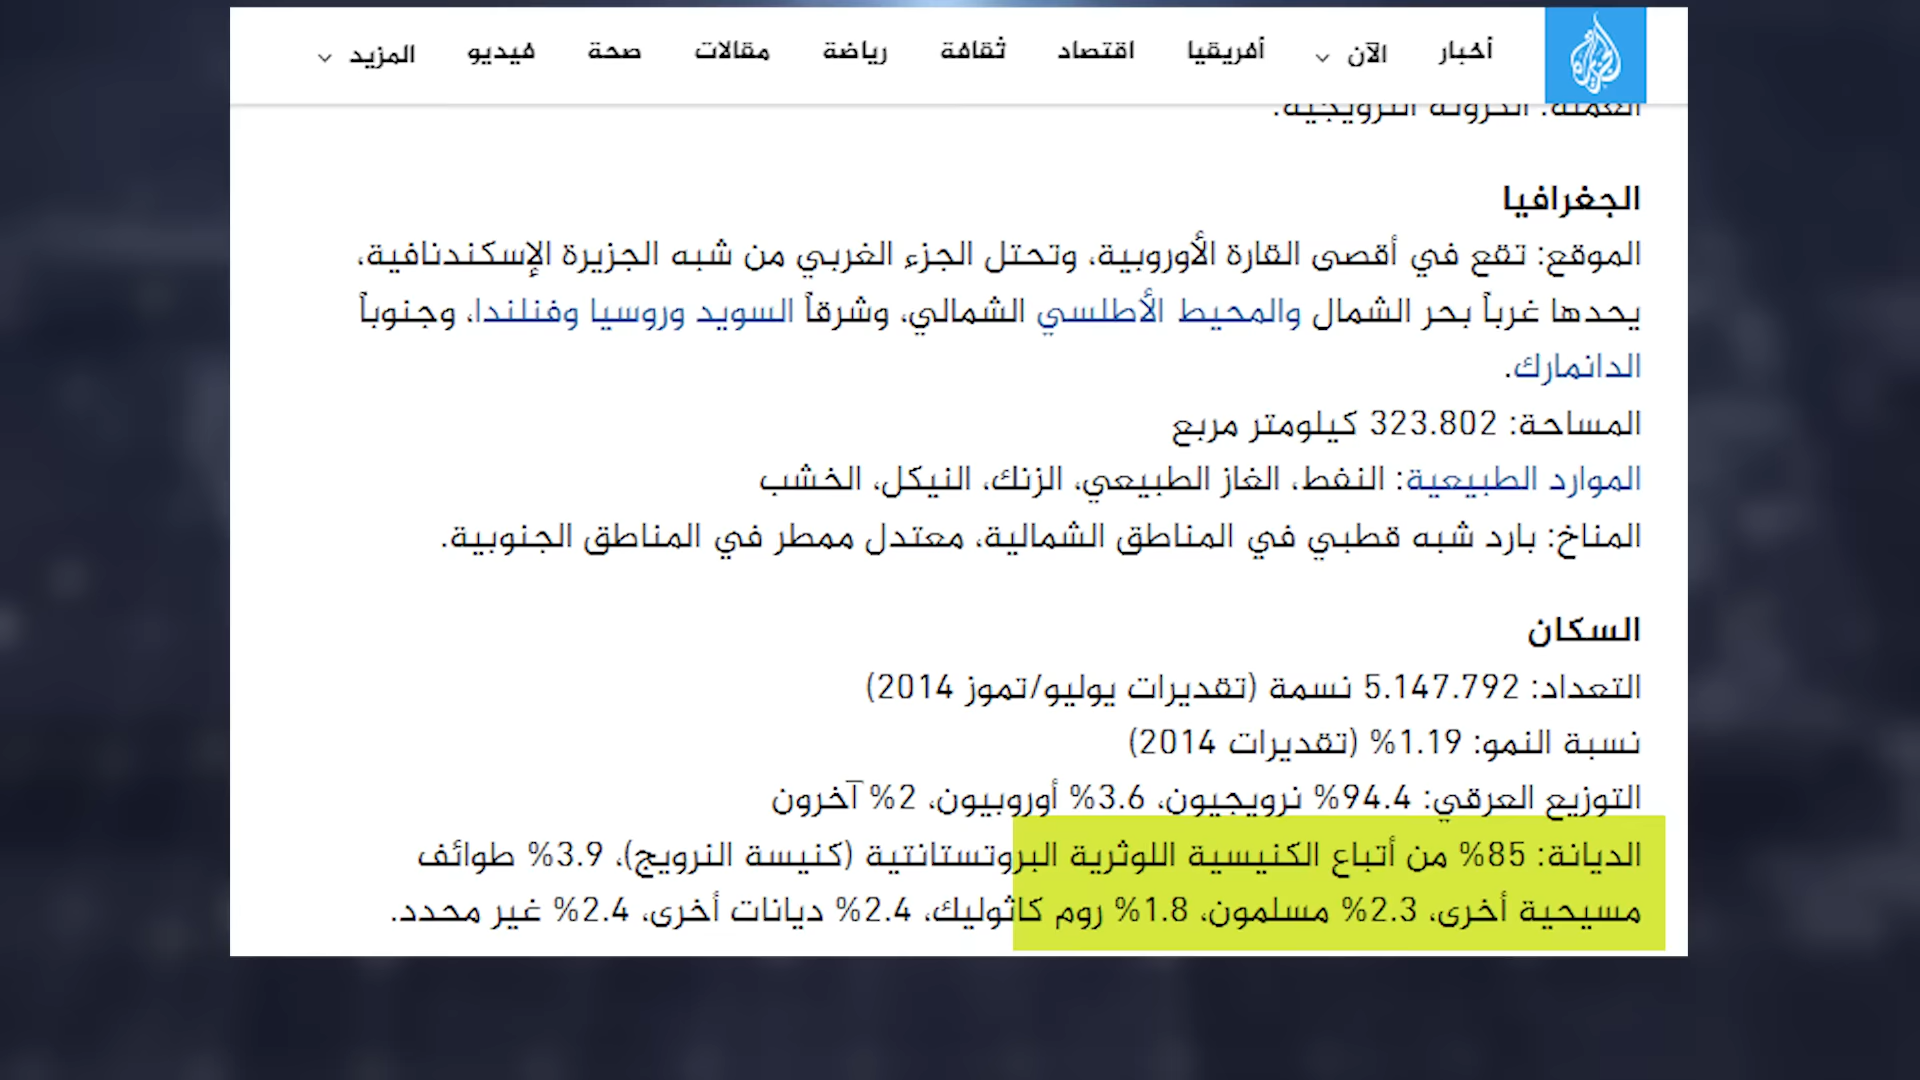 أخبار الآن أفريقيا اقتصاد ثقافة رياضة مقالات صحة فيديو المزيد
الجزيرة
العملة: الكرونة النرويجية.
الجغرافيا
الموقع: تقع في أقصى القارة الأوروبية، وتحتل الجزء الغربي من شبه الجزيرة الإسكندنافية،
يحدها غرباً بحر الشمال والمحيط الأطلسي الشمالي، وشرقاً السويد وروسيا وفنلندا، وجنوباً
الدانمارك.
المساحة: 323.802 كيلومتر مربع
الموارد الطبيعية: النفط، الغاز الطبيعي، الزنك، النيكل، الخشب
المناخ: بارد شبه قطبي في المناطق الشمالية، معتدل ممطر في المناطق الجنوبية.
السكان
التعداد: 5.147.792 نسمة (تقديرات يوليو/تموز 2014)
نسبة النمو: 1.19% (تقديرات 2014)
التوزيع العرقي: 94.4% نرويجيون، 3.6% أوروبيون، 2% آخرون
الديانة: 85% من أتباع الكنيسية اللوثرية البروتستانتية (كنيسة النرويج)، 3.9% طوائف
مسيحية أخرى، 2.3% مسلمون، 1.8% روم كاثوليك، 2.4% ديانات أخرى، 2.4% غير محدد.